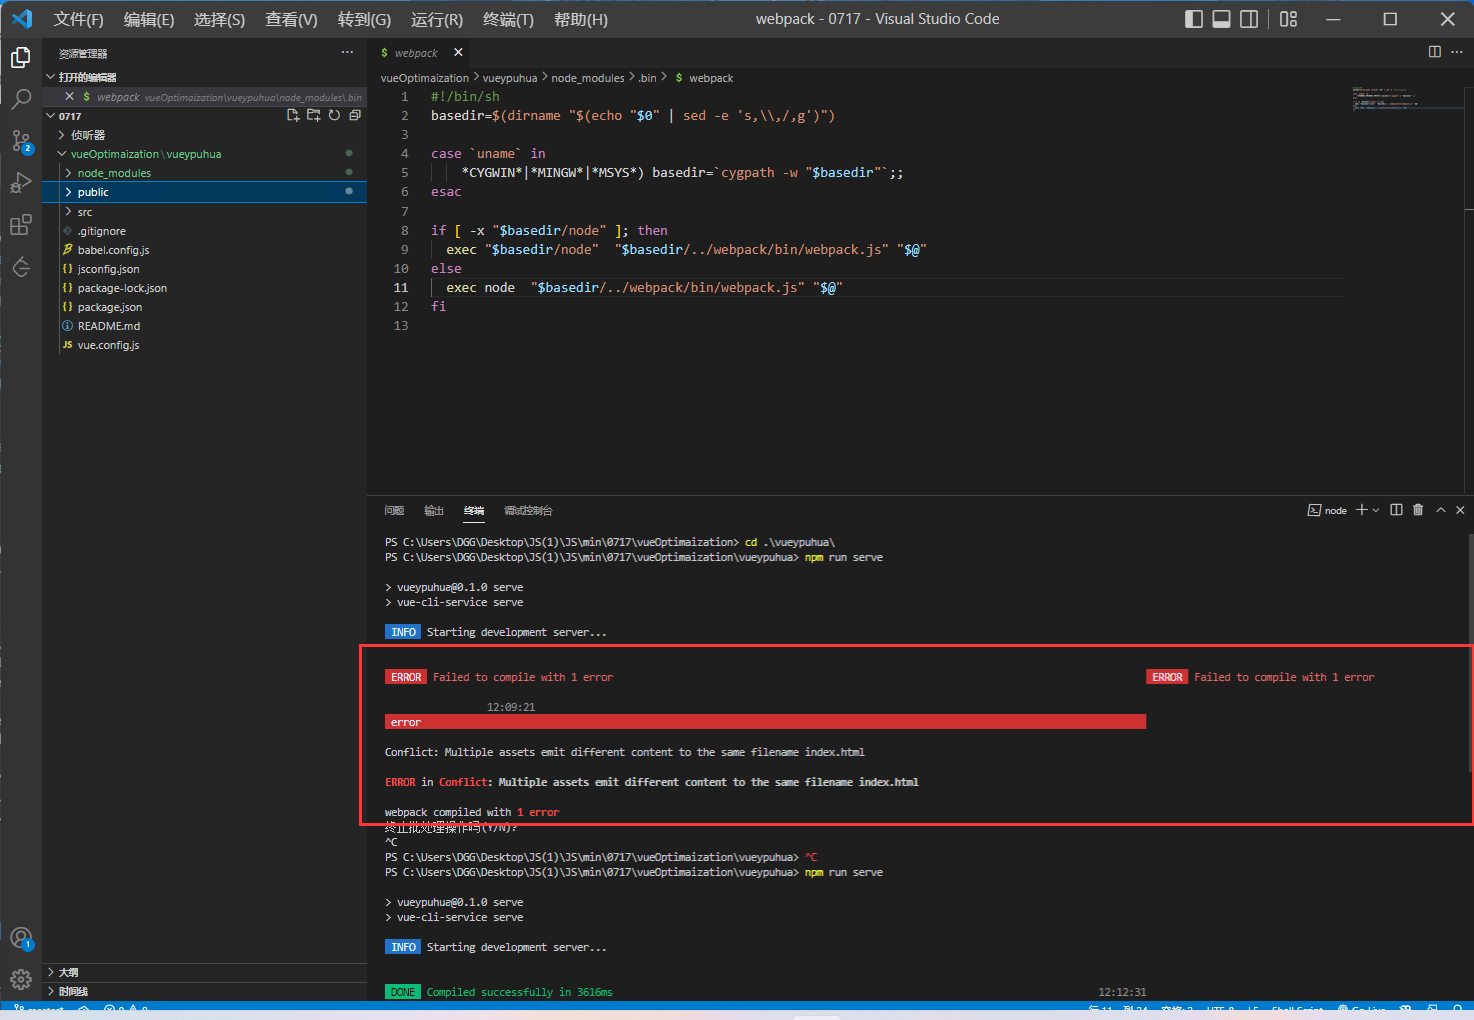 文件(F) 编辑(E) 选择(S) 查看(V) 转到(G) 运行(R) 终端(T) 帮助(H) webpack - 0717 - Visual Studio Code
资源管理器
打开的编辑器
$ webpack vueOptimaization\vueypuhua\node_modules\.bin
0717
侦听器
vueOptimaization\vueypuhua
node_modules
public
src
.gitignore
babel.config.js
jsconfig.json
package-lock.json
package.json
README.md
JS vue.config.js
大纲
时间线
2
1
$ webpack
vueOptimaization > vueypuhua > node_modules > .bin > $ webpack
1 #!/bin/sh
2 basedir=$(dirname "$(echo "$0" | sed -e 's,\\,/,g')")
3
4 case `uname` in
5 *CYGWIN*|*MINGW*|*MSYS*) basedir=`cygpath -w "$basedir"`;;
6 esac
7
8 if [ -x "$basedir/node" ]; then
9 exec "$basedir/node"  "$basedir/../webpack/bin/webpack.js" "$@"
10 else
11 exec node  "$basedir/../webpack/bin/webpack.js" "$@"
12 fi
13
问题 输出 终端 调试控制台 node
PS C:\Users\DGG\Desktop\JS(1)\JS\min\0717\vueOptimaization> cd .\vueypuhua\
PS C:\Users\DGG\Desktop\JS(1)\JS\min\0717\vueOptimaization\vueypuhua> npm run serve
> vueypuhua@0.1.0 serve
> vue-cli-service serve
INFO Starting development server...
ERROR Failed to compile with 1 error ERROR Failed to compile with 1 error
12:09:21
error
Conflict: Multiple assets emit different content to the same filename index.html
ERROR in Conflict: Multiple assets emit different content to the same filename index.html
webpack compiled with 1 error
终止批处理操作吗(Y/N)?
^C
PS C:\Users\DGG\Desktop\JS(1)\JS\min\0717\vueOptimaization\vueypuhua> ^C
PS C:\Users\DGG\Desktop\JS(1)\JS\min\0717\vueOptimaization\vueypuhua> npm run serve
> vueypuhua@0.1.0 serve
> vue-cli-service serve
INFO Starting development server...
DONE Compiled successfully in 3616ms 12:12:31